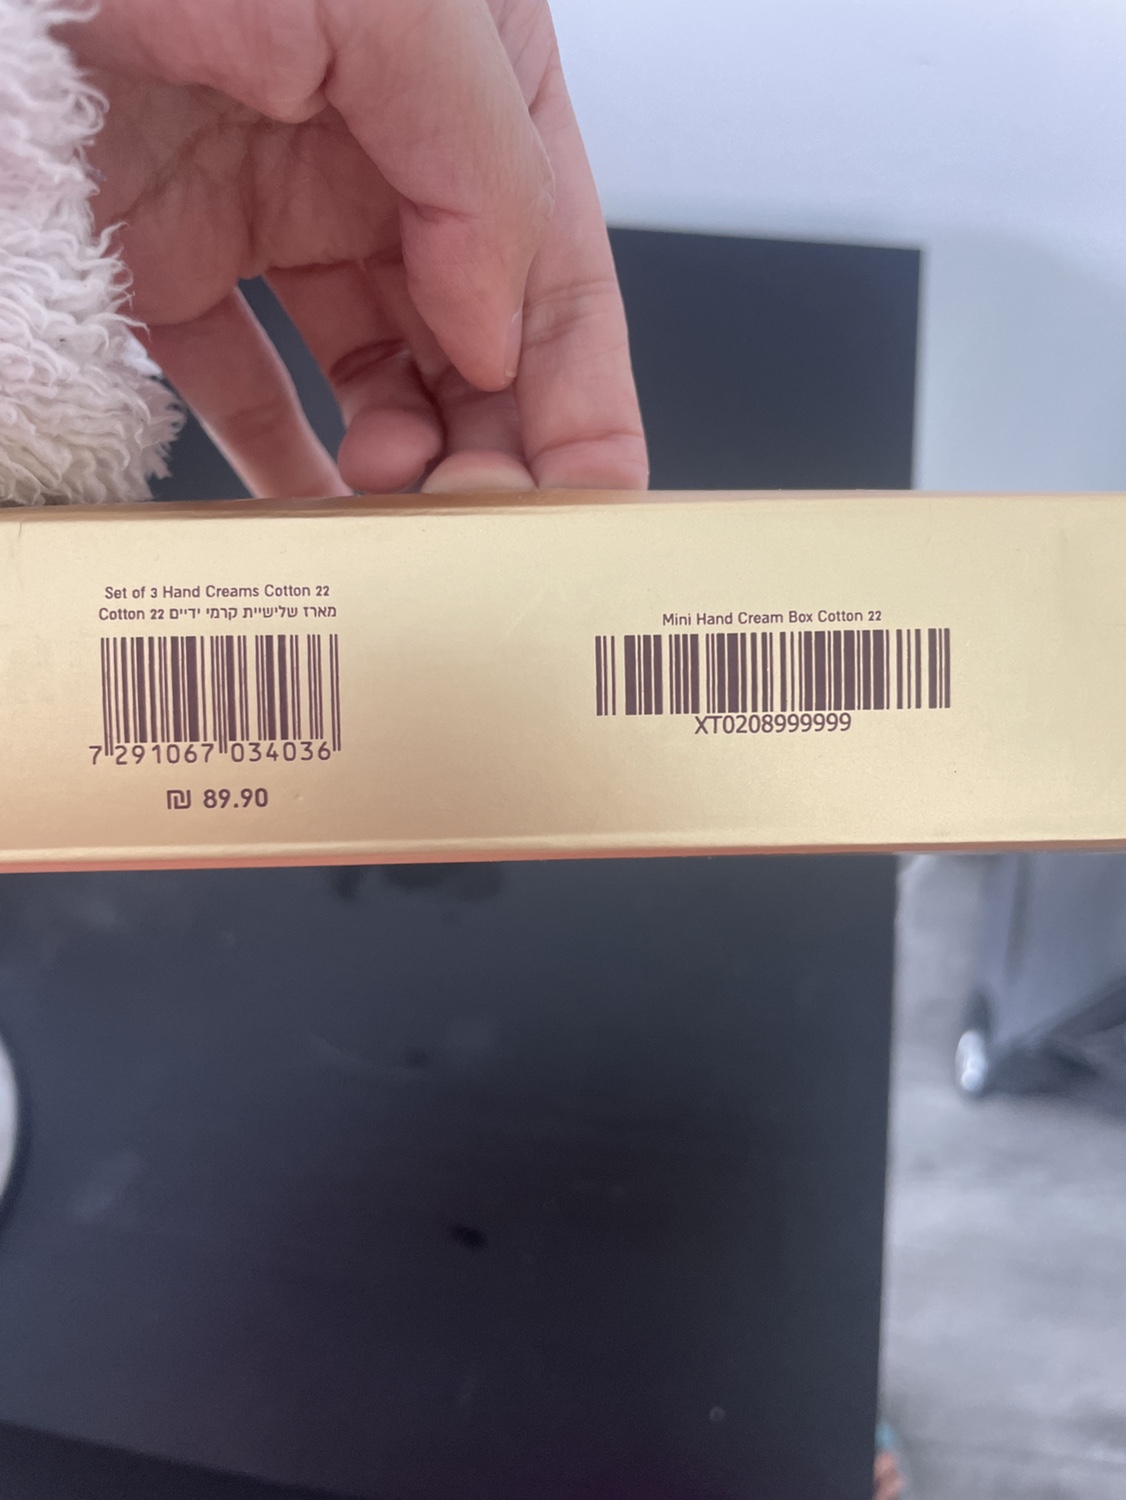 Set of 3 Hand Creams Cotton 22
מארז שלישיית קרמי ידיים Cotton 22
7 291067 034036
₪ 89.90
Mini Hand Cream Box Cotton 22
XT0208999999